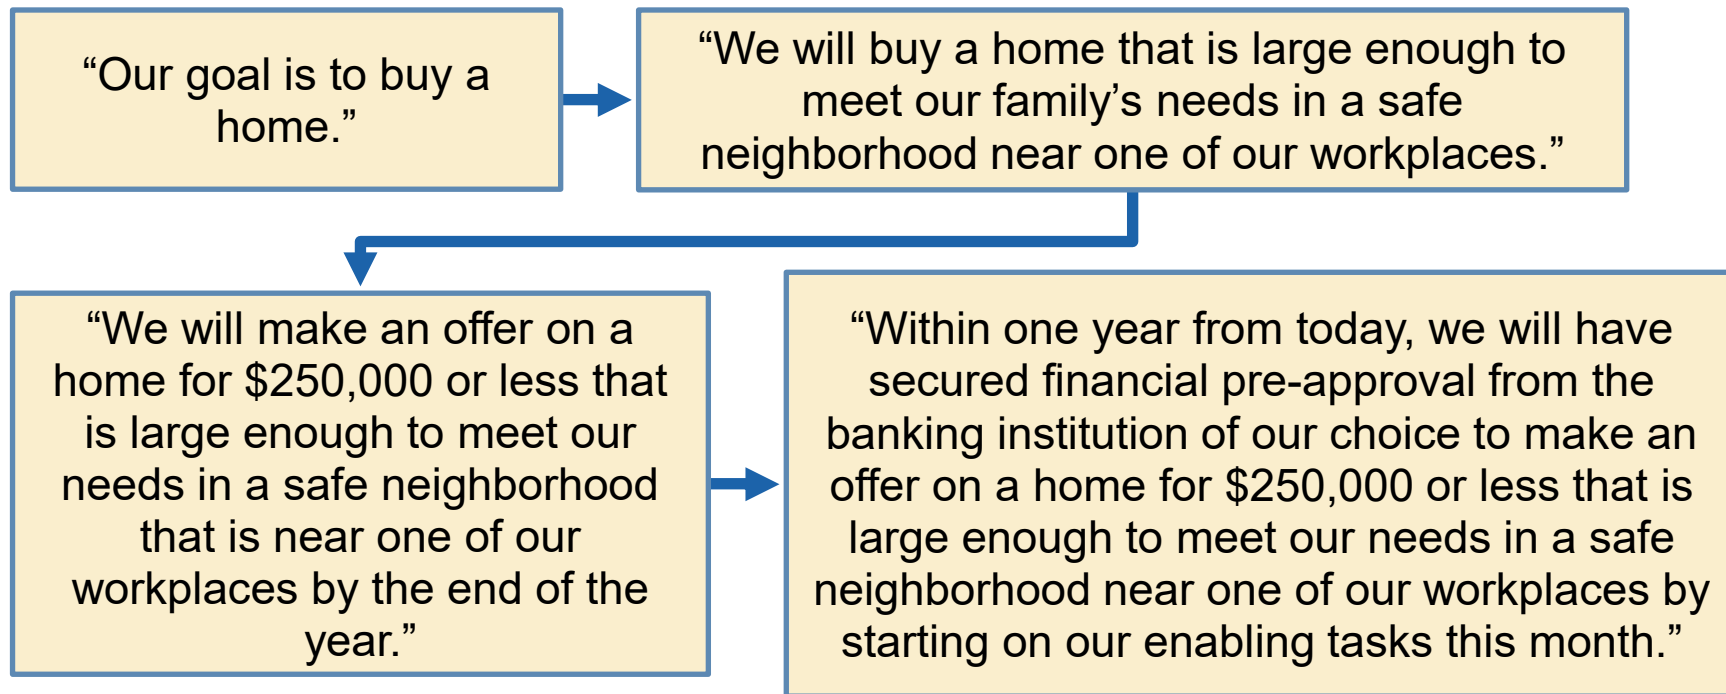 “Our goal is to buy a
home.”
“We will buy a home that is large enough to
meet our family’s needs in a safe
neighborhood near one of our workplaces.”
“We will make an offer on a
home for $250,000 or less that
is large enough to meet our
needs in a safe neighborhood
that is near one of our
workplaces by the end of the
year.”
“Within one year from today, we will have
secured financial pre-approval from the
banking institution of our choice to make an
offer on a home for $250,000 or less that is
large enough to meet our needs in a safe
neighborhood near one of our workplaces by
starting on our enabling tasks this month.”